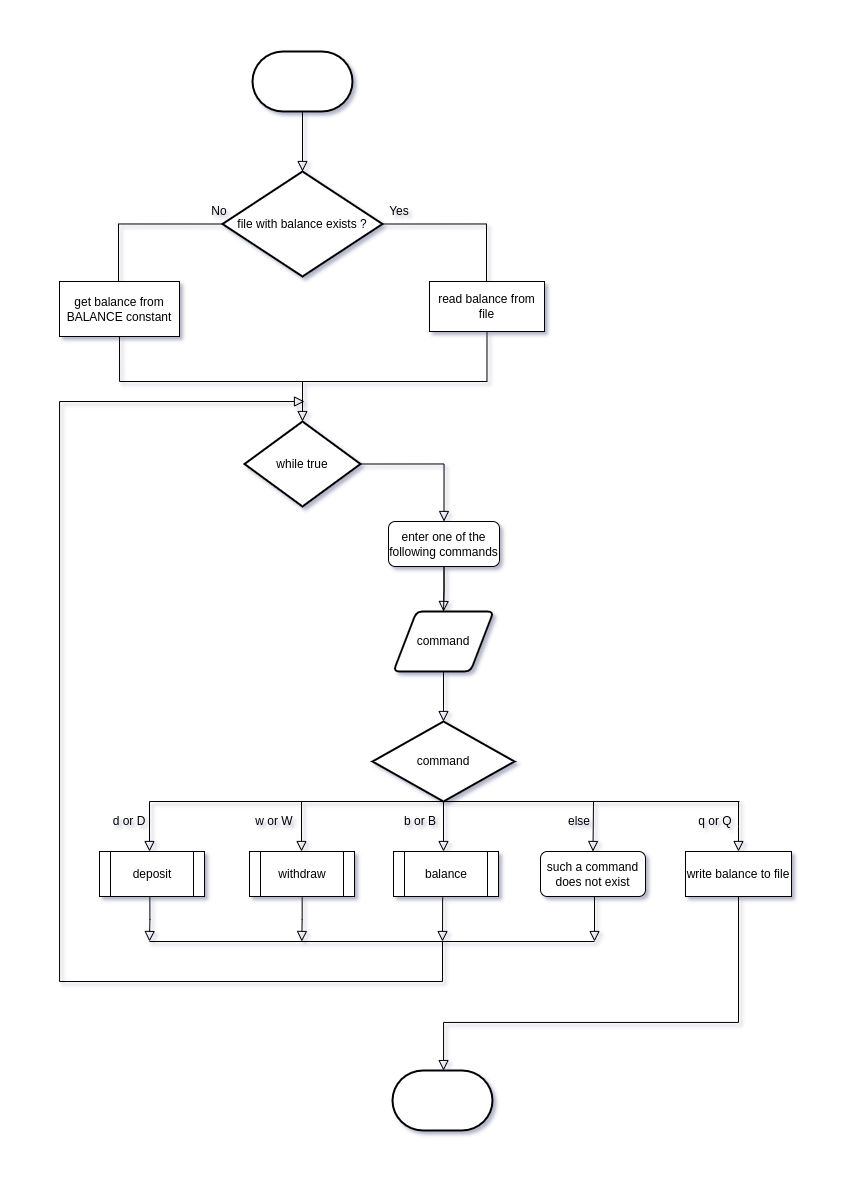 No
Yes
file with balance exists ?
get balance from
BALANCE constant
read balance from
file
while true
enter one of the
following commands
command
command
d or D
w or W
b or B
else
q or Q
deposit
withdraw
balance
such a command
does not exist
write balance to file